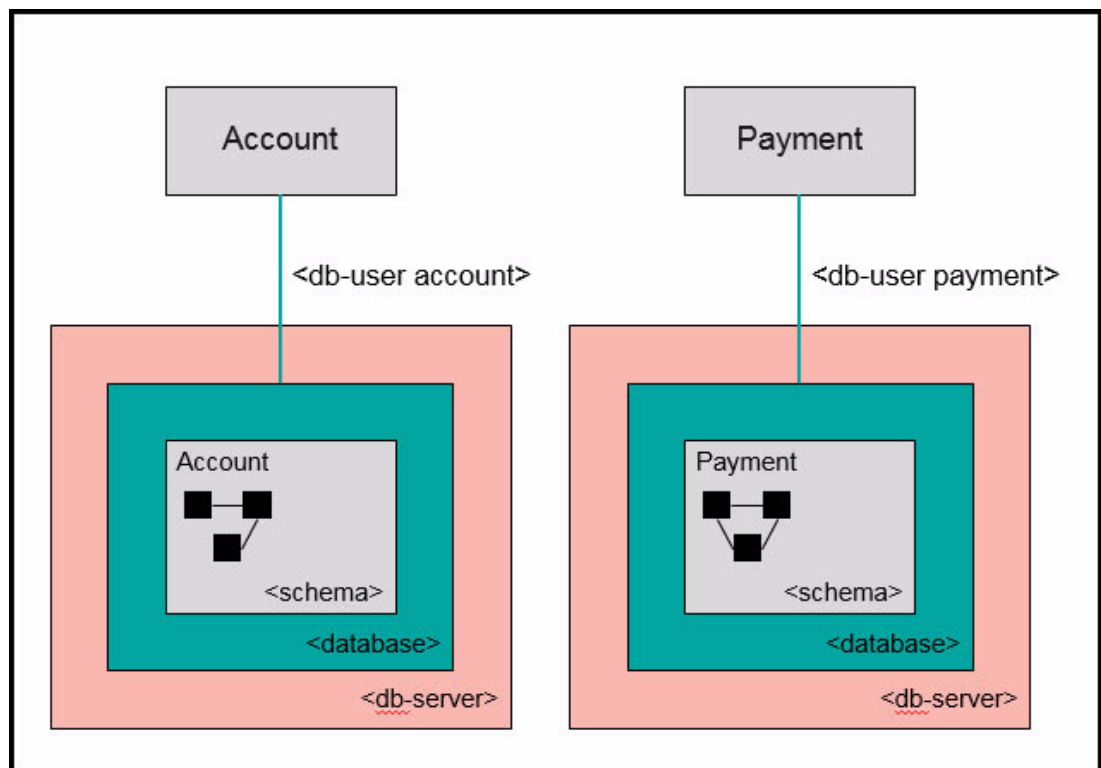 Account
Payment
<db-user account>
<db-user payment>
Account
Payment
<schema>
<schema>
<database>
<database>
<db-server>
<db-server>